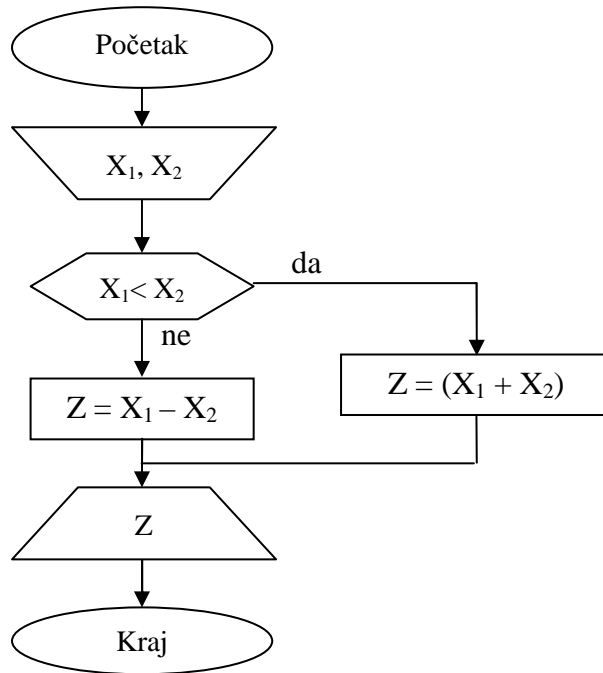 Početak
X₁, X₂
da
X₁< X₂
ne
Z = (X₁ + X₂)
Z = X₁ – X₂
Z
Kraj